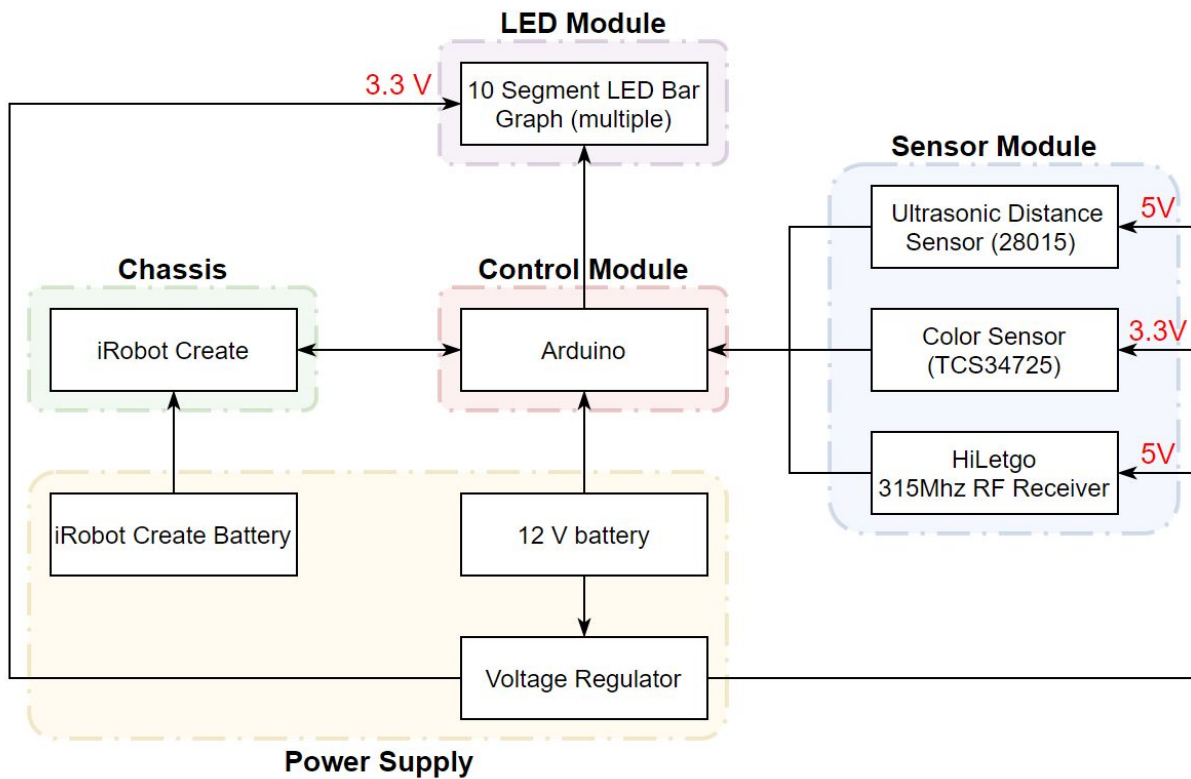 LED Module
3.3 V
10 Segment LED Bar
Graph (multiple)
Sensor Module
Ultrasonic Distance
Sensor (28015)
5V
Chassis
Control Module
iRobot Create
Arduino
Color Sensor
(TCS34725)
3.3V
HiLetgo
315Mhz RF Receiver
5V
iRobot Create Battery
12 V battery
Voltage Regulator
Power Supply